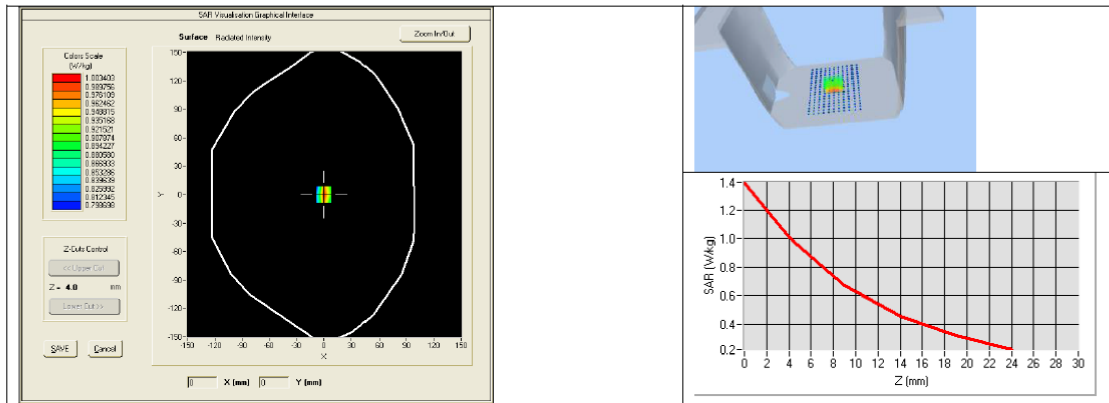 SAR Visualisation Graphical Interface
Surface Radiated Intensity
Zoom In/Out
Colors Scale
(W/kg)
1.003403
0.989756
0.976109
0.962462
0.948815
0.935168
0.921521
0.907874
0.894227
0.880580
0.866933
0.853286
0.839639
0.825992
0.812345
0.798698
Z-Cuts Control
<< Upper Cut
Z = 4.0 mm
Lower Cut >>
SAVE Cancel
150
120
90
60
30
0
-30
-60
-90
-120
-150
Y
-150 -120 -90 -60 -30 0 30 60 90 120 150
X
0 X (mm) 0 Y (mm)
1.4
1.2
1.0
0.8
0.6
0.4
0.2
SAR (W/kg)
0 2 4 6 8 10 12 14 16 18 20 22 24 26 28 30
Z (mm)